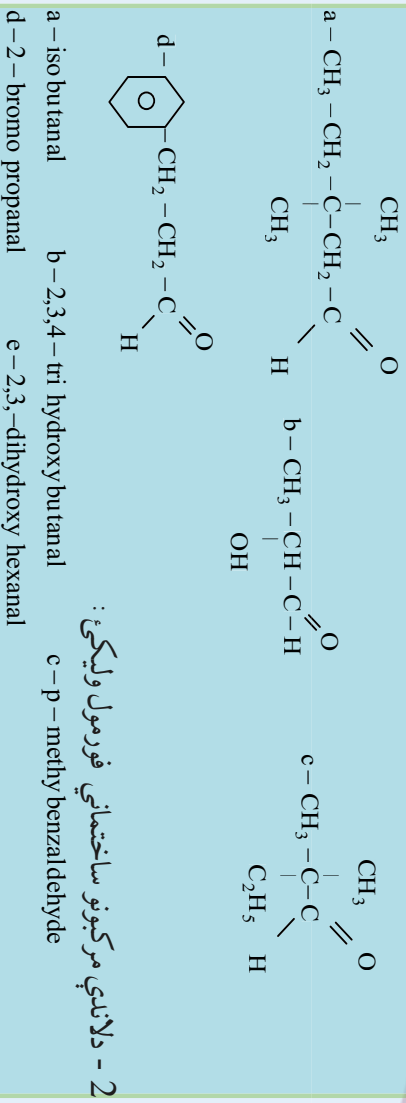 a – CH₃ – CH₂ – C(CH₃)(CH₃) – CH₂ – C(=O) – H
b – CH₃ – CH(OH) – C(=O) – H
c – CH₃ – C(CH₃)(C₂H₅) – C(=O) – H
d – CH₂ – CH₂ – C(=O) – H
2 - دلاندې مرکبونو ساختماني فورمول وليکئ :
a – iso butanal b – 2,3,4 – tri hydroxy butanal c – p – methy benzaldehyde
d – 2 – bromo propanal e – 2,3,–dihydroxy hexanal